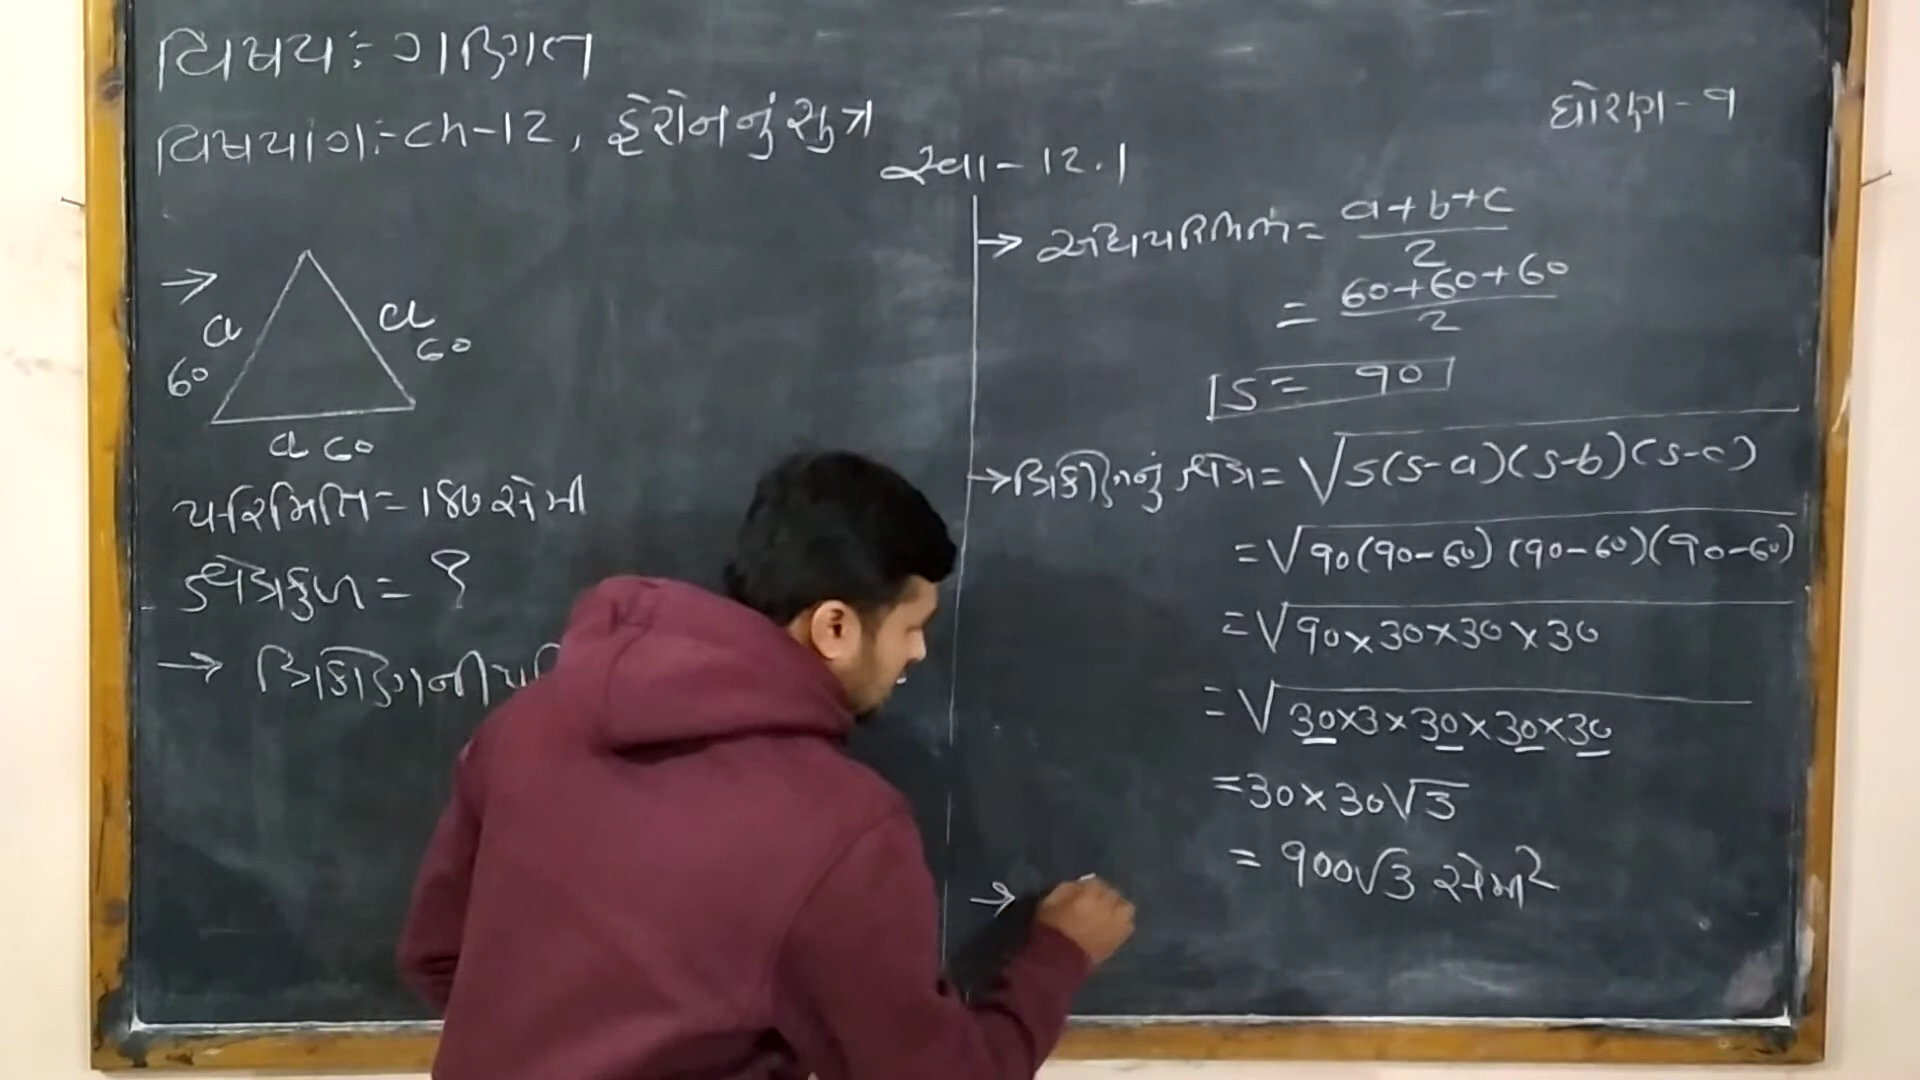 વિષય:- ગણિત
વિષયાંગ:- ch-12, હેરોનનું સુત્ર
ધોરણ - ૧
સ્વા - 12.1
a
60
a
60
a 60
પરિમિતિ = 180 સેમી
ક્ષેત્રફળ = ?
→ ત્રિકોણની
→ અર્ધપરિમિતિ = a+b+c / 2
= 60+60+60 / 2
S = 90
→ ત્રિકોણનું ક્ષેત્ર = √s(s-a)(s-b)(s-c)
= √90(90-60)(90-60)(90-60)
= √90×30×30×30
= √30×3×30×30×30
= 30×30√3
= 900√3 સેમી²
→